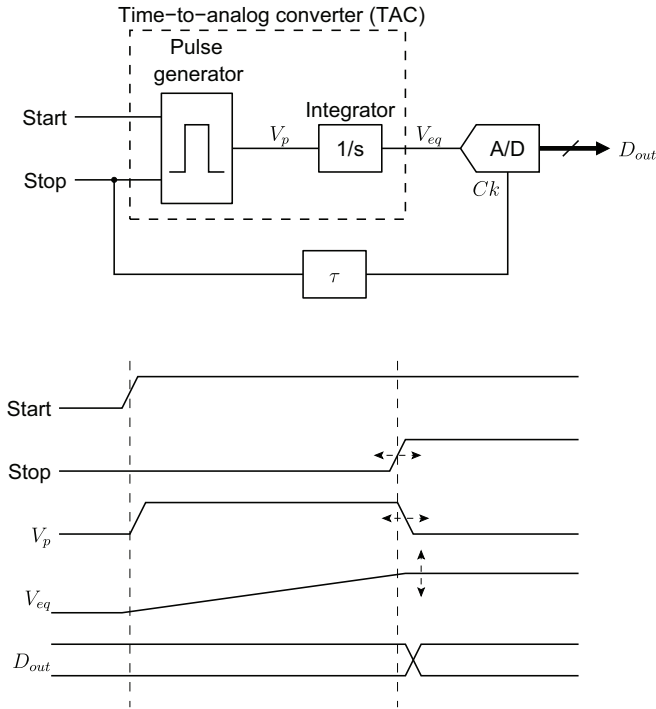 Time−to−analog converter (TAC)
Pulse
generator
Integrator
Start
Stop
V_p
1/s
V_eq
A/D
D_out
Ck
τ
Start
Stop
V_p
V_eq
D_out